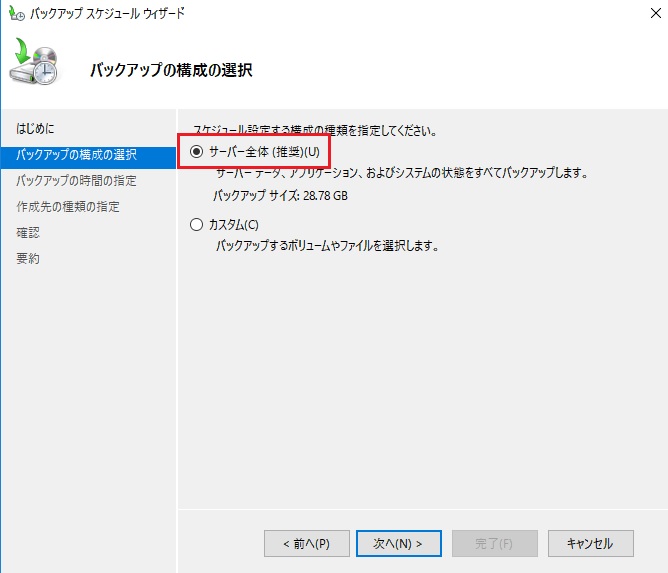 バックアップ スケジュール ウィザード
バックアップの構成の選択
はじめに
バックアップの構成の選択
バックアップの時間の指定
作成先の種類の指定
確認
要約
スケジュール設定する構成の種類を指定してください。
サーバー全体 (推奨)(U)
サーバー データ、アプリケーション、およびシステムの状態をすべてバックアップします。
バックアップ サイズ: 28.78 GB
カスタム(C)
バックアップするボリュームやファイルを選択します。
< 前へ(P)
次へ(N) >
完了(F)
キャンセル